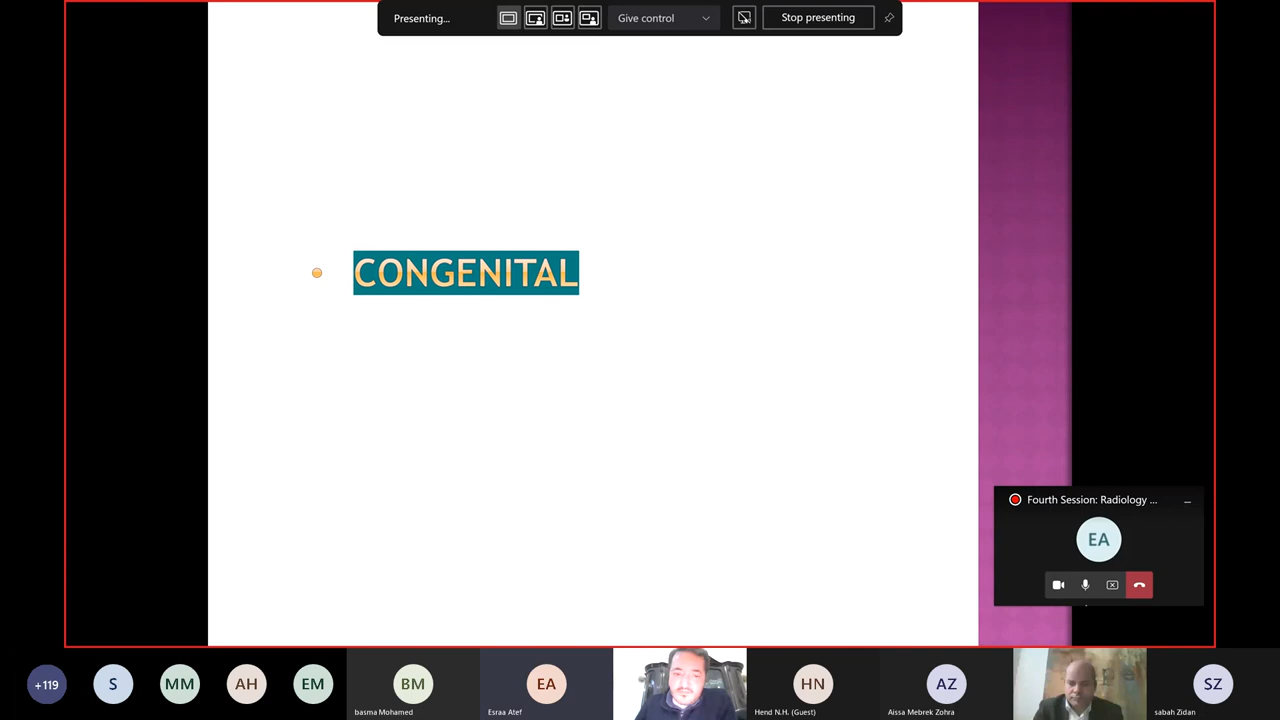 Presenting...
Give control
Stop presenting
CONGENITAL
Fourth Session: Radiology ...
EA
+119
S
MM
AH
EM
BM
EA
HN
AZ
SZ
basma Mohamed
Esraa Atef
Hend N.H. (Guest)
Aissa Mebrek Zohra
sabah Zidan